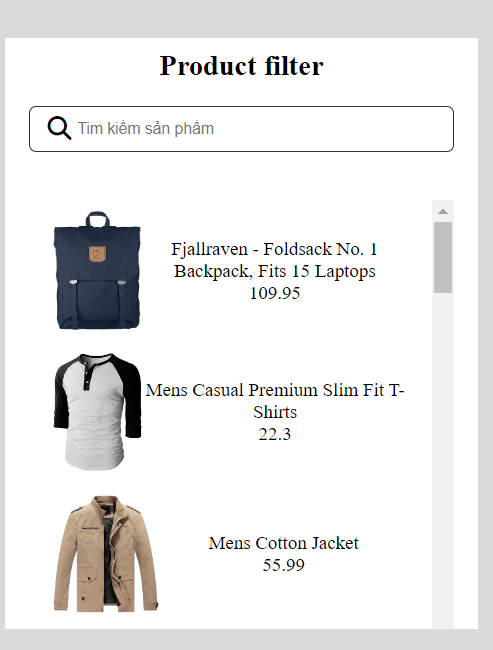 Product filter
Tìm kiếm sản phẩm
Fjallraven - Foldsack No. 1
Backpack, Fits 15 Laptops
109.95
Mens Casual Premium Slim Fit T-
Shirts
22.3
Mens Cotton Jacket
55.99